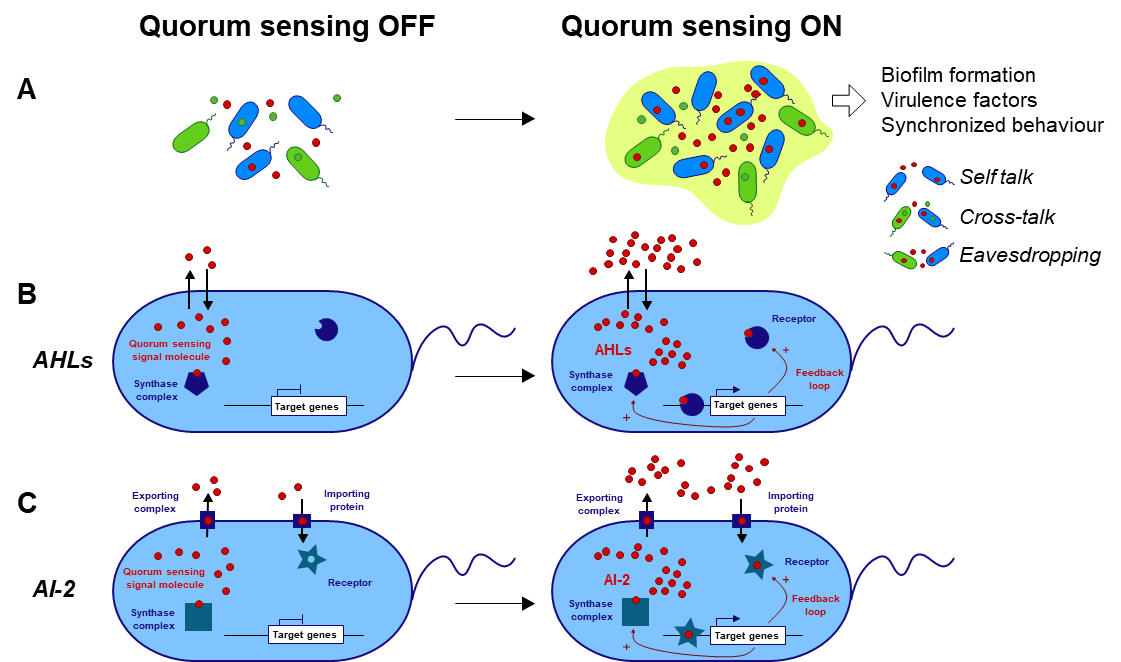 Quorum sensing OFF
Quorum sensing ON
A
Biofilm formation
Virulence factors
Synchronized behaviour
Self talk
Cross-talk
Eavesdropping
B
AHLs
Quorum sensing
signal molecule
Synthase
complex
Target genes
AHLs
Synthase
complex
Receptor
+
Feedback
loop
Target genes
+
C
AI-2
Exporting
complex
Importing
protein
Quorum sensing
signal molecule
Receptor
Synthase
complex
Target genes
Exporting
complex
Importing
protein
AI-2
Synthase
complex
Receptor
+
Feedback
loop
Target genes
+